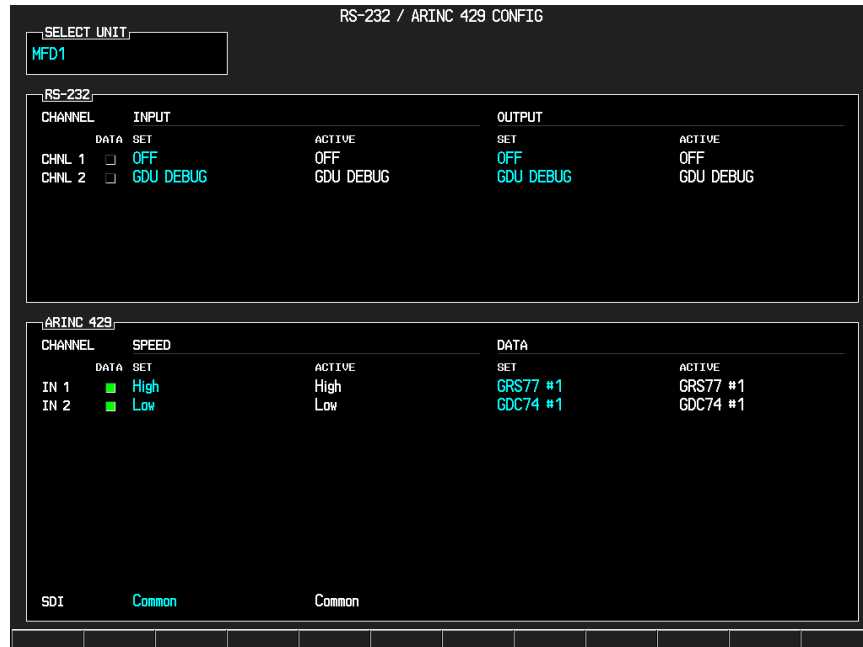 RS-232 / ARINC 429 CONFIG
SELECT UNIT
MFD1
RS-232
CHANNEL INPUT OUTPUT
DATA SET ACTIVE SET ACTIVE
CHNL 1 OFF OFF OFF OFF
CHNL 2 GDU DEBUG GDU DEBUG GDU DEBUG GDU DEBUG
ARINC 429
CHANNEL SPEED DATA
DATA SET ACTIVE SET ACTIVE
IN 1 High High GRS77 #1 GRS77 #1
IN 2 Low Low GDC74 #1 GDC74 #1
SDI Common Common